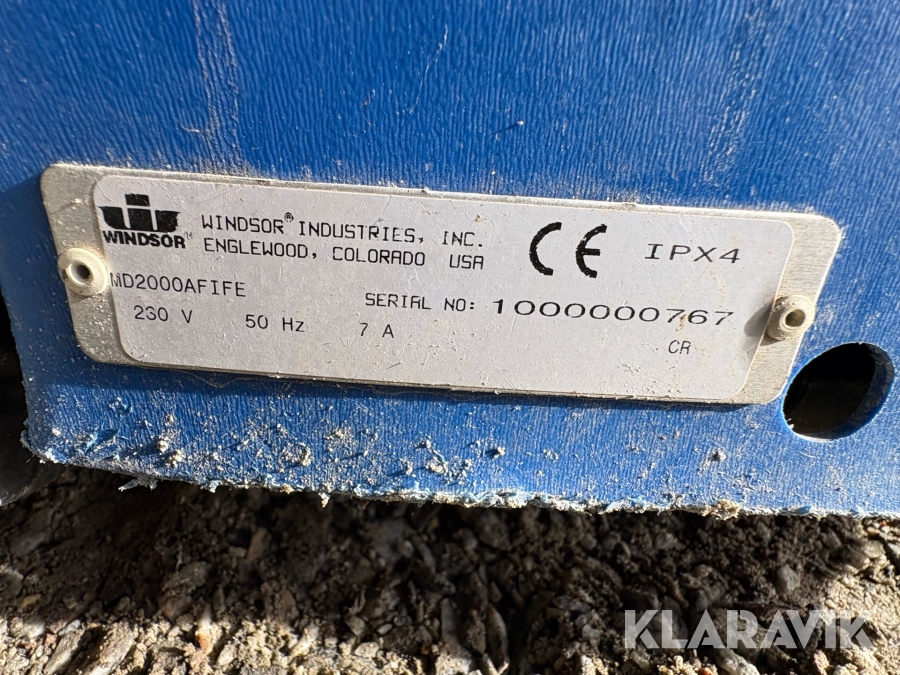 WINDSOR
WINDSOR® INDUSTRIES, INC.
ENGLEWOOD, COLORADO USA
CE
IPX4
MD2000AFIFE
SERIAL NO: 1000000767
230 V 50 Hz 7 A
CR
KLARAVIK